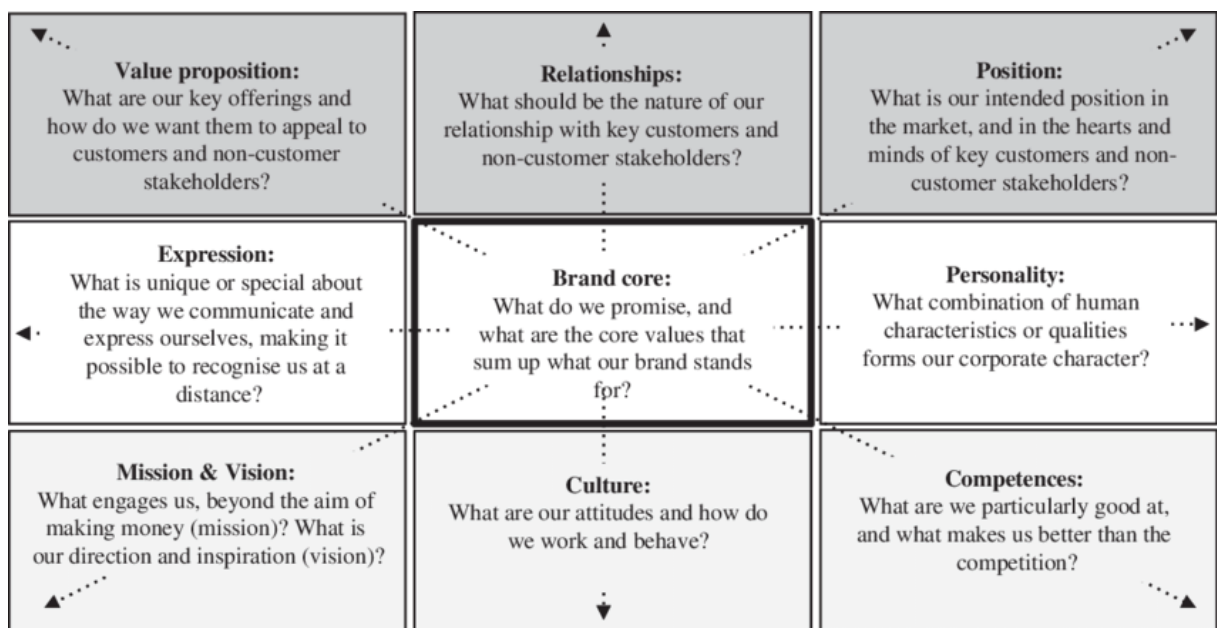 Value proposition:
What are our key offerings and
how do we want them to appeal to
customers and non-customer
stakeholders?
Relationships:
What should be the nature of our
relationship with key customers and
non-customer stakeholders?
Position:
What is our intended position in
the market, and in the hearts and
minds of key customers and non-
customer stakeholders?
Expression:
What is unique or special about
the way we communicate and
express ourselves, making it
possible to recognise us at a
distance?
Brand core:
What do we promise, and
what are the core values that
sum up what our brand stands
for?
Personality:
What combination of human
characteristics or qualities
forms our corporate character?
Mission & Vision:
What engages us, beyond the aim of
making money (mission)? What is
our direction and inspiration (vision)?
Culture:
What are our attitudes and how do
we work and behave?
Competences:
What are we particularly good at,
and what makes us better than the
competition?